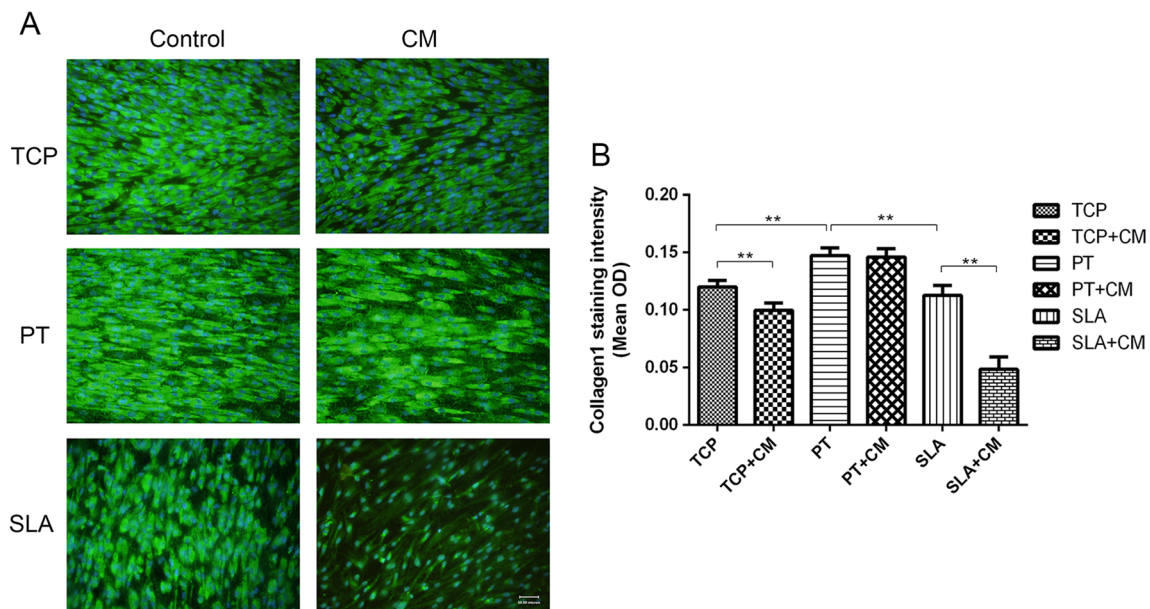 A
Control
CM
TCP
PT
SLA
B
Collagen1 staining intensity
(Mean OD)
0.20
0.15
0.10
0.05
0.00
**
**
**
**
TCP
TCP+CM
PT
PT+CM
SLA
SLA+CM
TCP
TCP+CM
PT
PT+CM
SLA
SLA+CM